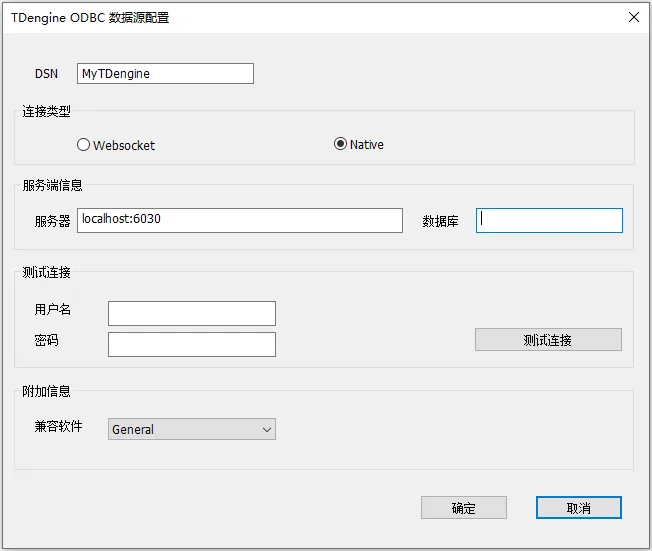 TDengine ODBC 数据源配置
DSN MyTDengine
连接类型
Websocket Native
服务端信息
服务器 localhost:6030 数据库
测试连接
用户名
密码 测试连接
附加信息
兼容软件 General
确定 取消